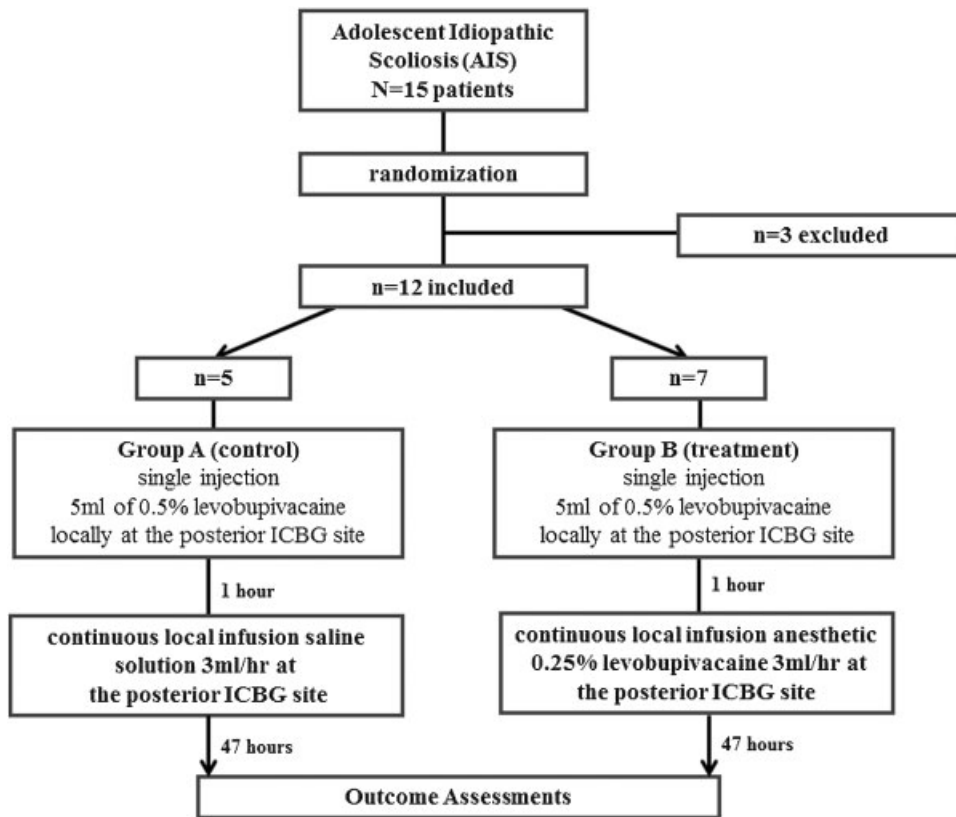 Adolescent Idiopathic
Scoliosis (AIS)
N=15 patients
randomization
n=3 excluded
n=12 included
n=5
n=7
Group A (control)
single injection
5ml of 0.5% levobupivacaine
locally at the posterior ICBG site
Group B (treatment)
single injection
5ml of 0.5% levobupivacaine
locally at the posterior ICBG site
1 hour
1 hour
continuous local infusion saline
solution 3ml/hr at
the posterior ICBG site
continuous local infusion anesthetic
0.25% levobupivacaine 3ml/hr at
the posterior ICBG site
47 hours
47 hours
Outcome Assessments